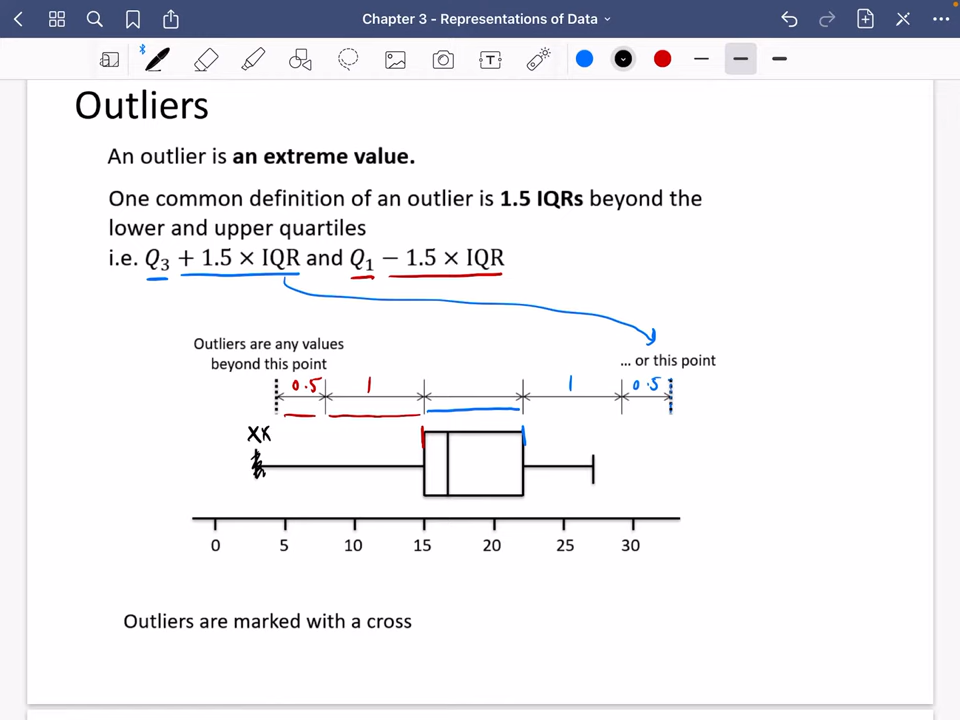 Chapter 3 - Representations of Data
T
Outliers
An outlier is an extreme value.
One common definition of an outlier is 1.5 IQRs beyond the
lower and upper quartiles
i.e. Q₃ + 1.5 × IQR and Q₁ − 1.5 × IQR
Outliers are any values
beyond this point
... or this point
0.5 1 1 0.5
XX
0 5 10 15 20 25 30
Outliers are marked with a cross